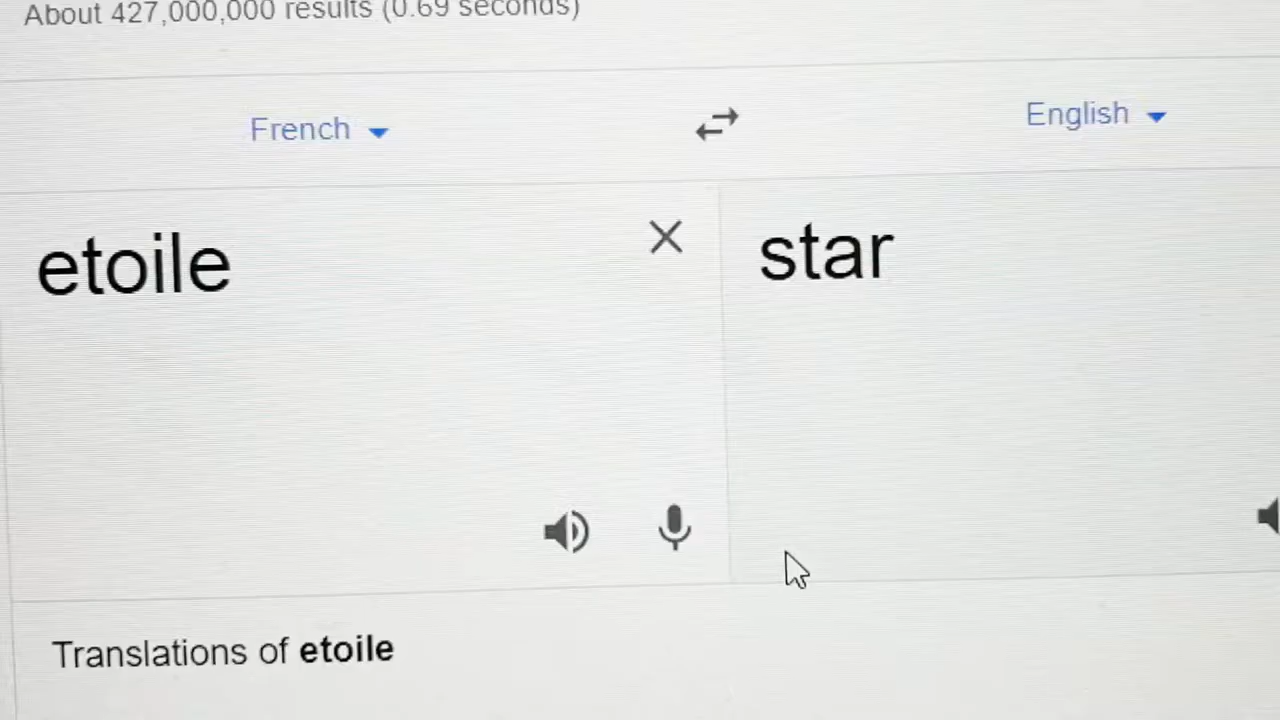 About 427,000,000 results (0.69 seconds)
French English
etoile star
Translations of etoile